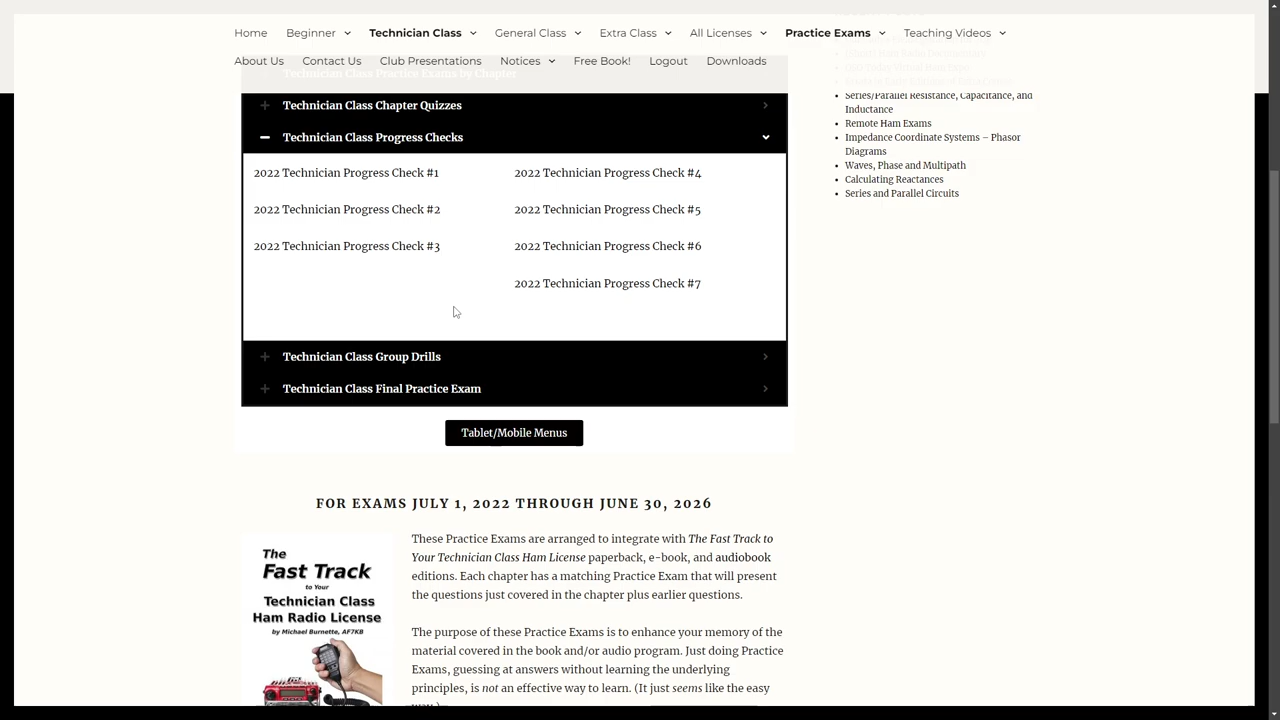 Home Beginner Technician Class General Class Extra Class All Licenses Practice Exams Teaching Videos
About Us Contact Us Club Presentations Notices Free Book! Logout Downloads
Technician Class Practice Exams by Chapter
Technician Class Chapter Quizzes
Technician Class Progress Checks
2022 Technician Progress Check #1
2022 Technician Progress Check #2
2022 Technician Progress Check #3
2022 Technician Progress Check #4
2022 Technician Progress Check #5
2022 Technician Progress Check #6
2022 Technician Progress Check #7
Technician Class Group Drills
Technician Class Final Practice Exam
Tablet/Mobile Menus
Series/Parallel Resistance, Capacitance, and
Inductance
Remote Ham Exams
Impedance Coordinate Systems – Phasor
Diagrams
Waves, Phase and Multipath
Calculating Reactances
Series and Parallel Circuits
FOR EXAMS JULY 1, 2022 THROUGH JUNE 30, 2026
The
Fast Track
to Your
Technician Class
Ham Radio License
by Michael Burnette, AF7KB
These Practice Exams are arranged to integrate with The Fast Track to
Your Technician Class Ham License paperback, e-book, and audiobook
editions. Each chapter has a matching Practice Exam that will present
the questions just covered in the chapter plus earlier questions.
The purpose of these Practice Exams is to enhance your memory of the
material covered in the book and/or audio program. Just doing Practice
Exams, guessing at answers without learning the underlying
principles, is not an effective way to learn. (It just seems like the easy
way.)